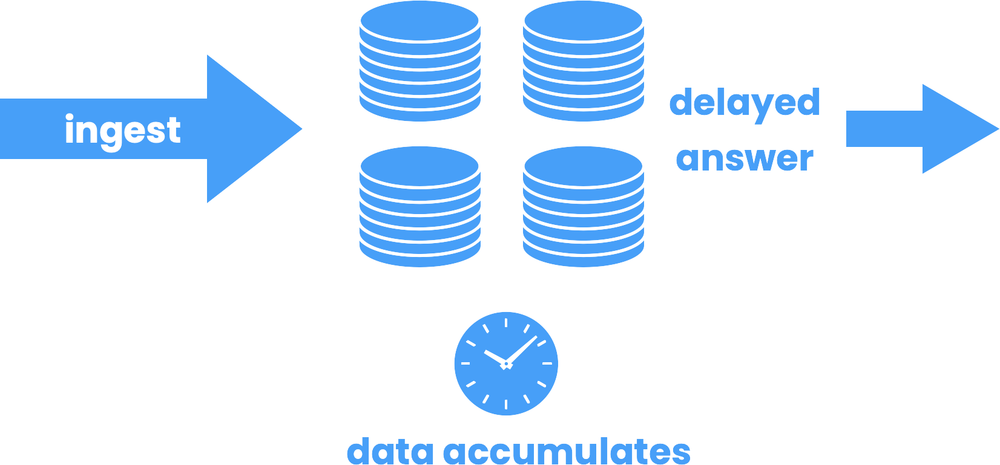 ingest
delayed
answer
data accumulates